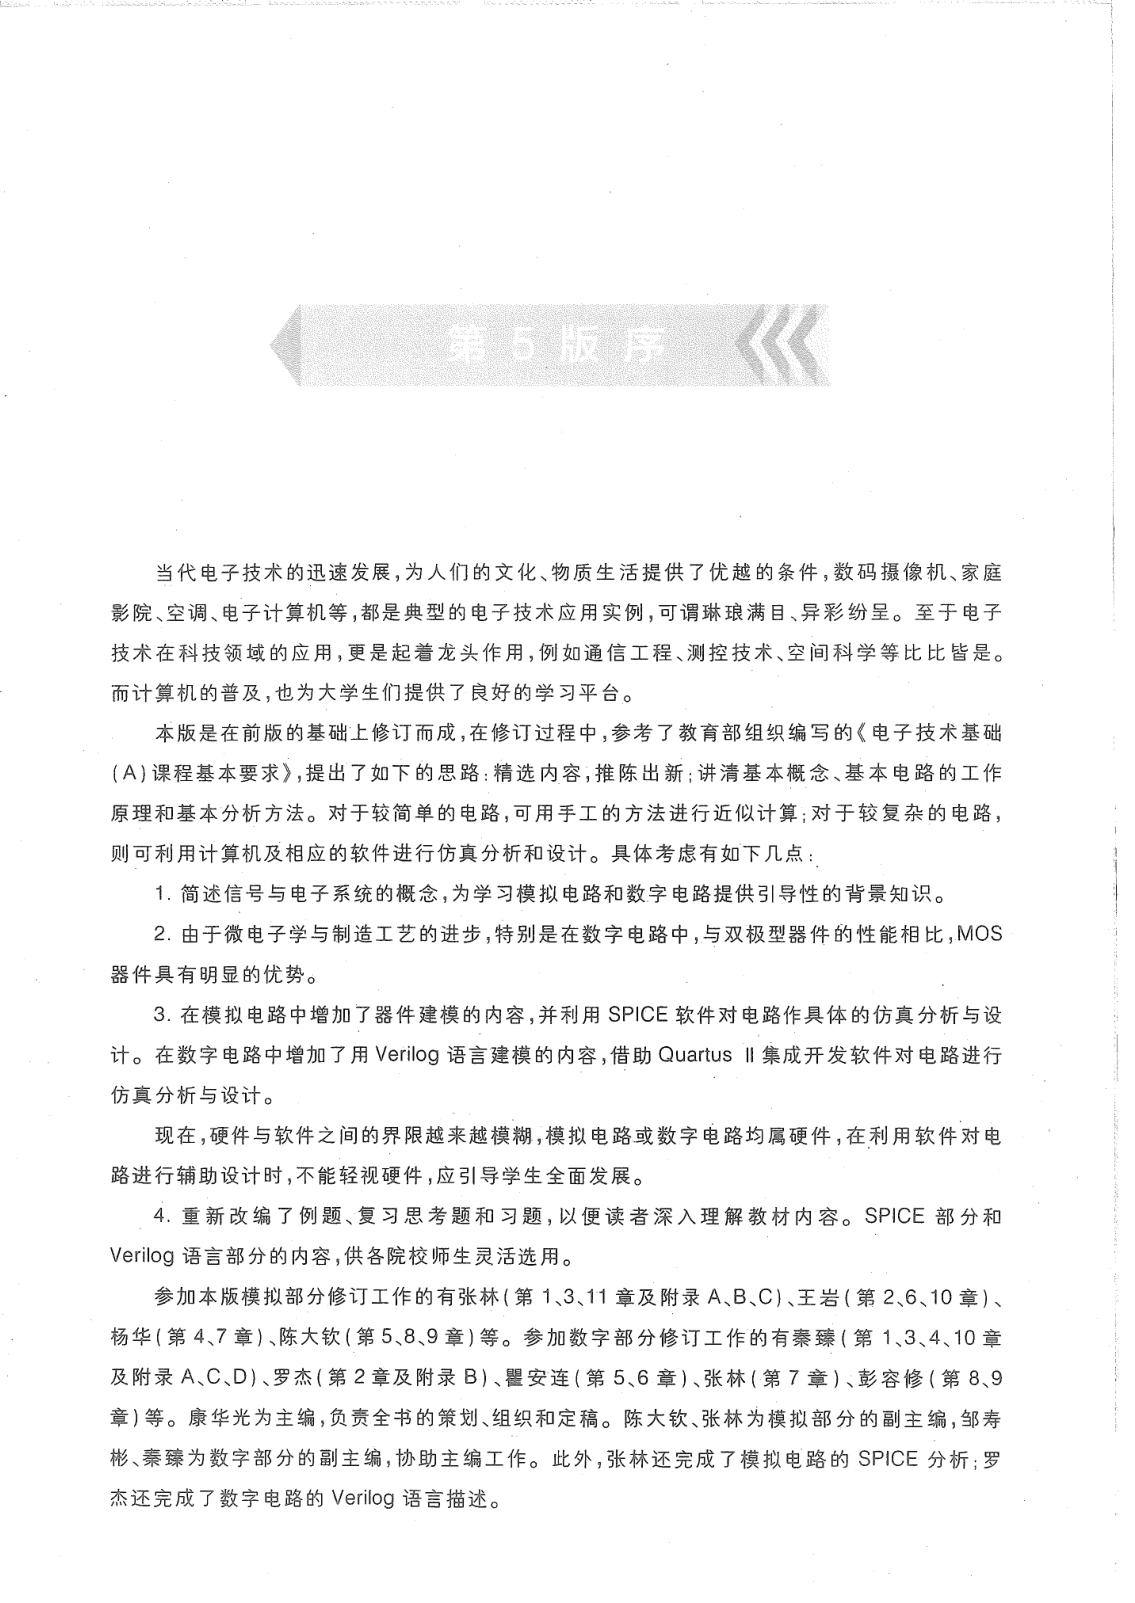 第 5 版 序
当代电子技术的迅速发展,为人们的文化、物质生活提供了优越的条件,数码摄像机、家庭
影院、空调、电子计算机等,都是典型的电子技术应用实例,可谓琳琅满目、异彩纷呈。至于电子
技术在科技领域的应用,更是起着龙头作用,例如通信工程、测控技术、空间科学等比比皆是。
而计算机的普及,也为大学生们提供了良好的学习平台。
本版是在前版的基础上修订而成,在修订过程中,参考了教育部组织编写的《电子技术基础
(A)课程基本要求》,提出了如下的思路:精选内容,推陈出新;讲清基本概念、基本电路的工作
原理和基本分析方法。对于较简单的电路,可用手工的方法进行近似计算;对于较复杂的电路,
则可利用计算机及相应的软件进行仿真分析和设计。具体考虑有如下几点:
1. 简述信号与电子系统的概念,为学习模拟电路和数字电路提供引导性的背景知识。
2. 由于微电子学与制造工艺的进步,特别是在数字电路中,与双极型器件的性能相比,MOS
器件具有明显的优势。
3. 在模拟电路中增加了器件建模的内容,并利用 SPICE 软件对电路作具体的仿真分析与设
计。在数字电路中增加了用 Verilog 语言建模的内容,借助 Quartus II 集成开发软件对电路进行
仿真分析与设计。
现在,硬件与软件之间的界限越来越模糊,模拟电路或数字电路均属硬件,在利用软件对电
路进行辅助设计时,不能轻视硬件,应引导学生全面发展。
4. 重新改编了例题、复习思考题和习题,以便读者深入理解教材内容。SPICE 部分和
Verilog 语言部分的内容,供各院校师生灵活选用。
参加本版模拟部分修订工作的有张林(第 1、3、11 章及附录 A、B、C)、王岩(第 2、6、10 章)、
杨华(第 4、7 章)、陈大钦(第 5、8、9 章)等。参加数字部分修订工作的有秦臻(第 1、3、4、10 章
及附录 A、C、D)、罗杰(第 2 章及附录 B)、瞿安连(第 5、6 章)、张林(第 7 章)、彭容修(第 8、9
章)等。康华光为主编,负责全书的策划、组织和定稿。陈大钦、张林为模拟部分的副主编,邹寿
彬、秦臻为数字部分的副主编,协助主编工作。此外,张林还完成了模拟电路的 SPICE 分析;罗
杰还完成了数字电路的 Verilog 语言描述。